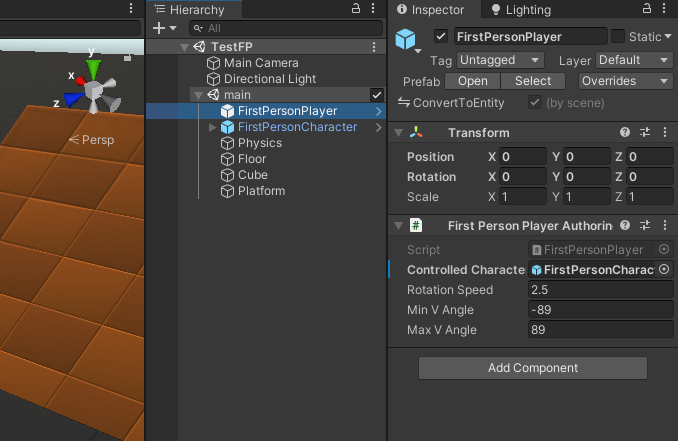 Hierarchy
All
TestFP
Main Camera
Directional Light
main
FirstPersonPlayer
FirstPersonCharacter
Physics
Floor
Cube
Platform
y
x
z
Persp
Inspector
Lighting
FirstPersonPlayer
Static
Tag Untagged Layer Default
Prefab Open Select Overrides
ConvertToEntity (by scene)
Transform
Position X 0 Y 0 Z 0
Rotation X 0 Y 0 Z 0
Scale X 1 Y 1 Z 1
First Person Player Authorin
Script # FirstPersonPlayer
Controlled Characte FirstPersonCharac
Rotation Speed 2.5
Min V Angle -89
Max V Angle 89
Add Component